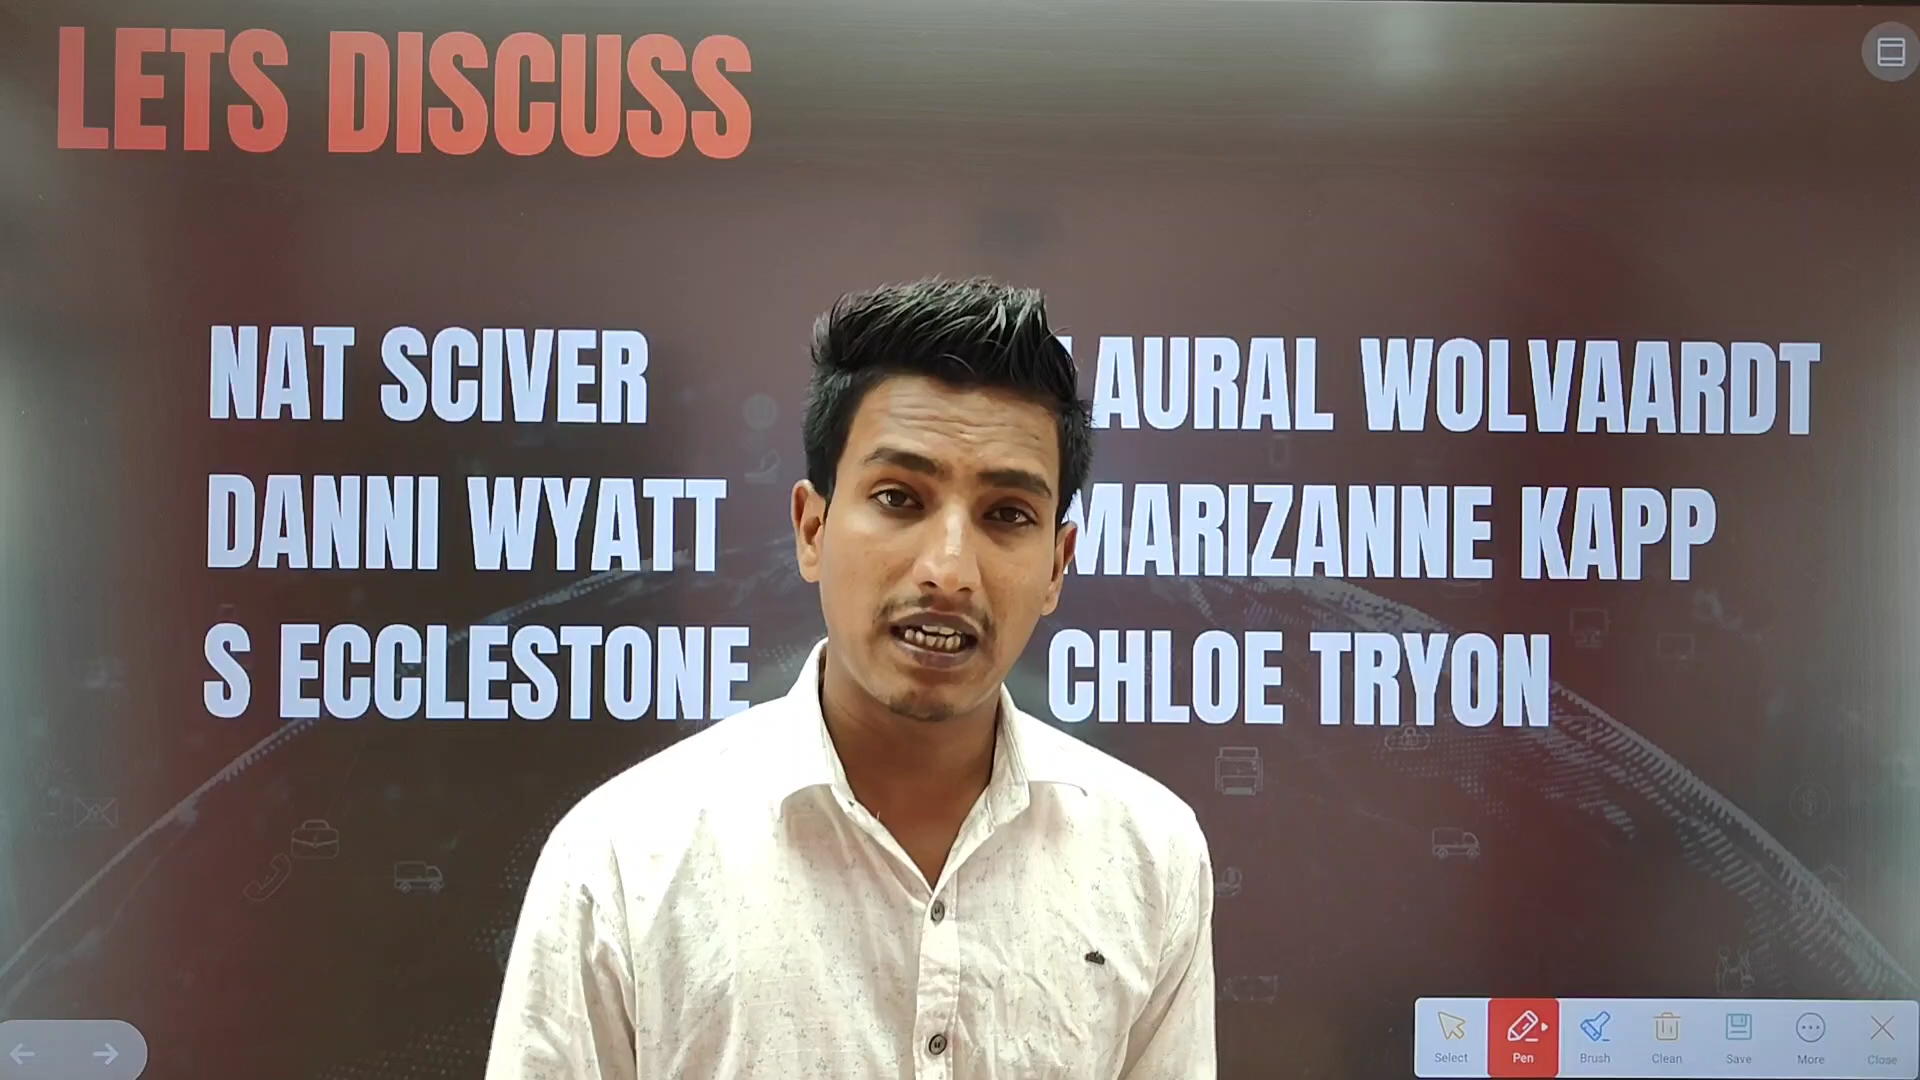 LETS DISCUSS
NAT SCIVER
DANNI WYATT
S ECCLESTONE
LAURAL WOLVAARDT
MARIZANNE KAPP
CHLOE TRYON
Select
Pen
Brush
Clean
Save
More
Close